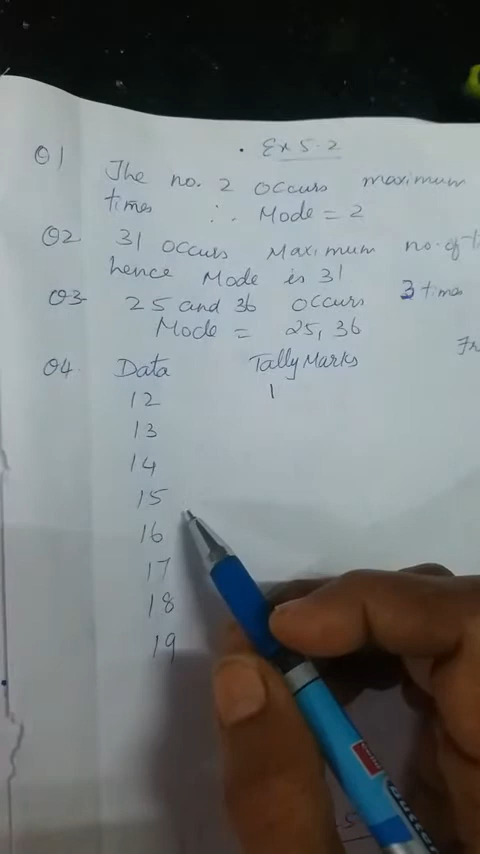 Ex 5.2
Q1 The no. 2 occurs maximum
times ∴ Mode = 2
Q2 31 occurs maximum no. of
hence Mode is 31
Q3 25 and 36 occurs 3 times
Mode = 25, 36
Q4. Data Tally Marks
12 |
13
14
15
16
17
18
19